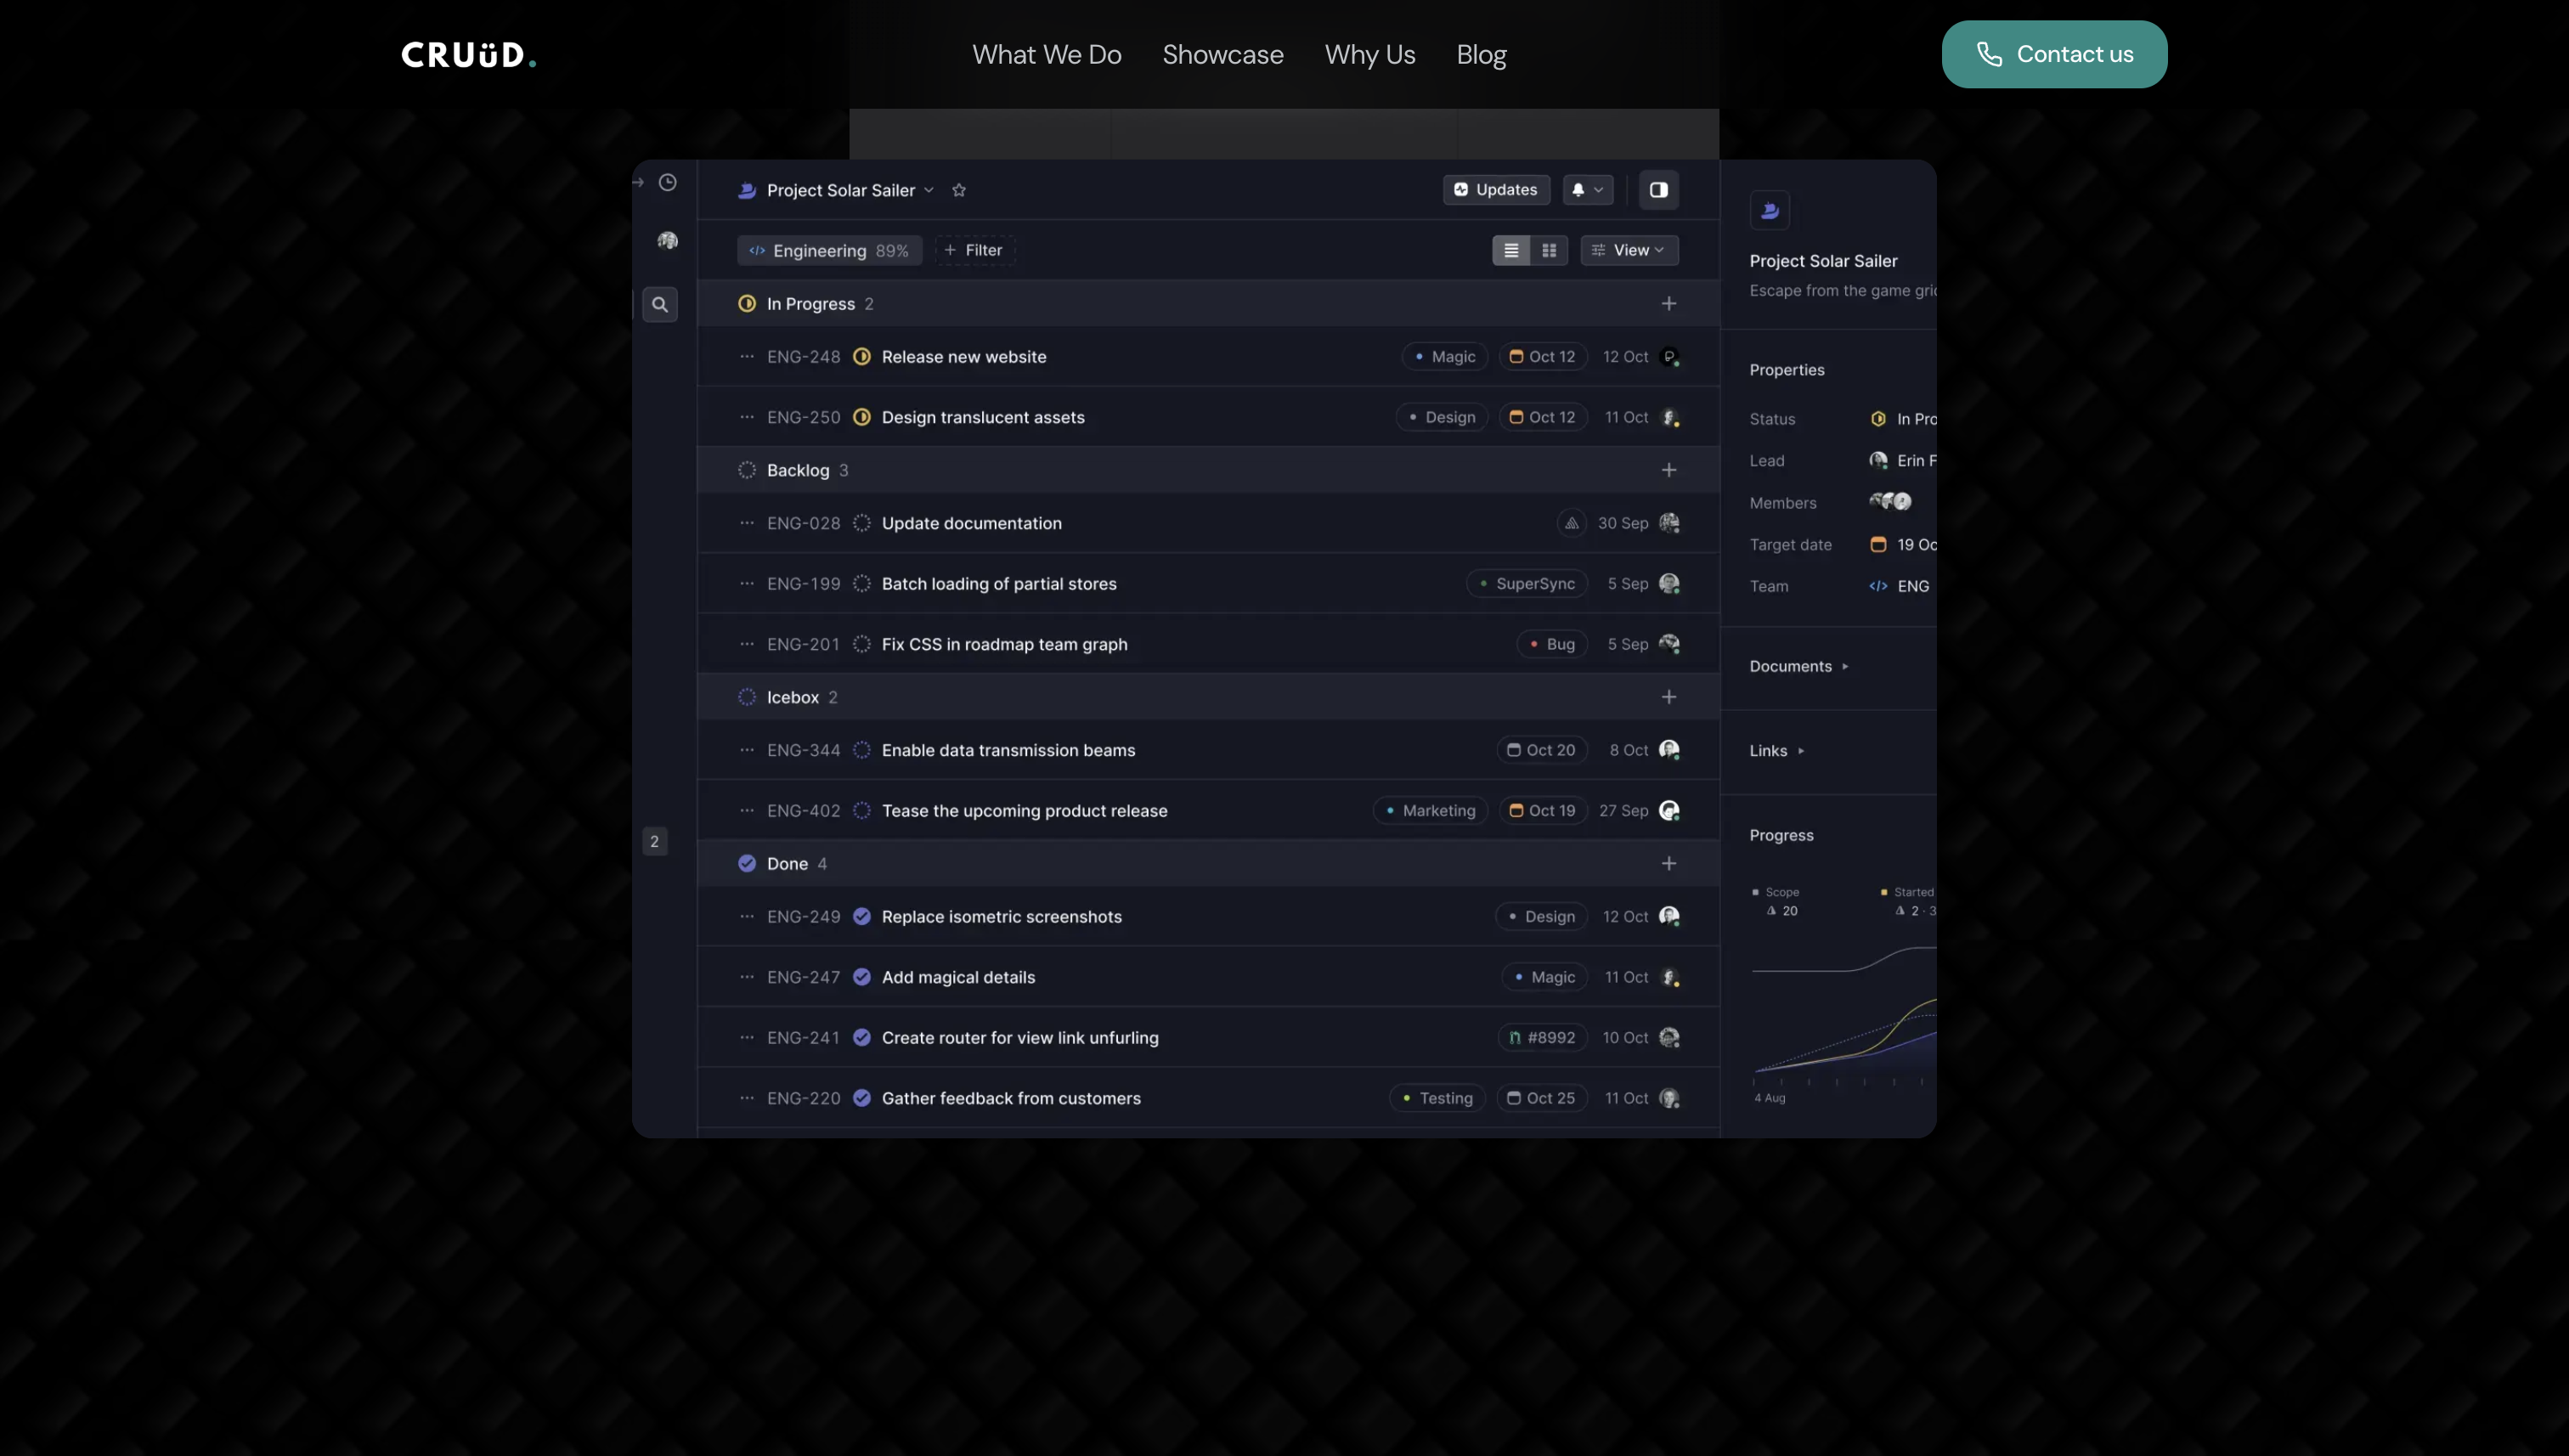 CRUüD.
What We Do Showcase Why Us Blog
Contact us
Project Solar Sailer
Updates
Engineering 89% + Filter
View
In Progress 2
ENG-248 Release new website Magic Oct 12 12 Oct
ENG-250 Design translucent assets Design Oct 12 11 Oct
Backlog 3
ENG-028 Update documentation 30 Sep
ENG-199 Batch loading of partial stores SuperSync 5 Sep
ENG-201 Fix CSS in roadmap team graph Bug 5 Sep
Icebox 2
ENG-344 Enable data transmission beams Oct 20 8 Oct
ENG-402 Tease the upcoming product release Marketing Oct 19 27 Sep
2
Done 4
ENG-249 Replace isometric screenshots Design 12 Oct
ENG-247 Add magical details Magic 11 Oct
ENG-241 Create router for view link unfurling #8992 10 Oct
ENG-220 Gather feedback from customers Testing Oct 25 11 Oct
Project Solar Sailer
Escape from the game gri
Properties
Status In Pro
Lead Erin F
Members
Target date 19 Oc
Team ENG
Documents
Links
Progress
Scope Started
20 2 · 3
4 Aug